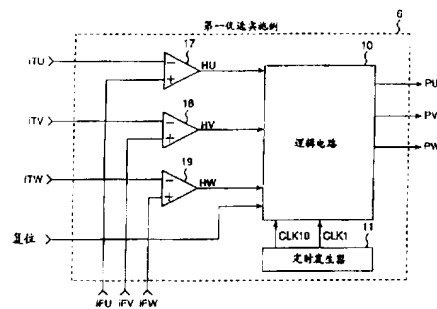 第一优选实施例
6
17
10
iTU
HU
PU
18
iTV
HV
逻辑电路
PV
PW
19
iTW
HW
复位
CLK10
CLK1
11
定时发生器
iFU
iFV
iFW